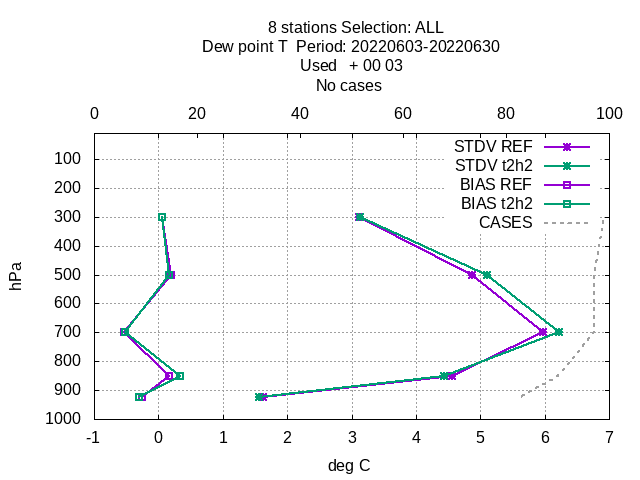 8 stations Selection: ALL
Dew point T  Period: 20220603-20220630
Used   + 00 03
No cases
0 20 40 60 80 100
STDV REF
STDV t2h2
BIAS REF
BIAS t2h2
CASES
100
200
300
400
500
600
700
800
900
1000
hPa
-1 0 1 2 3 4 5 6 7
deg C